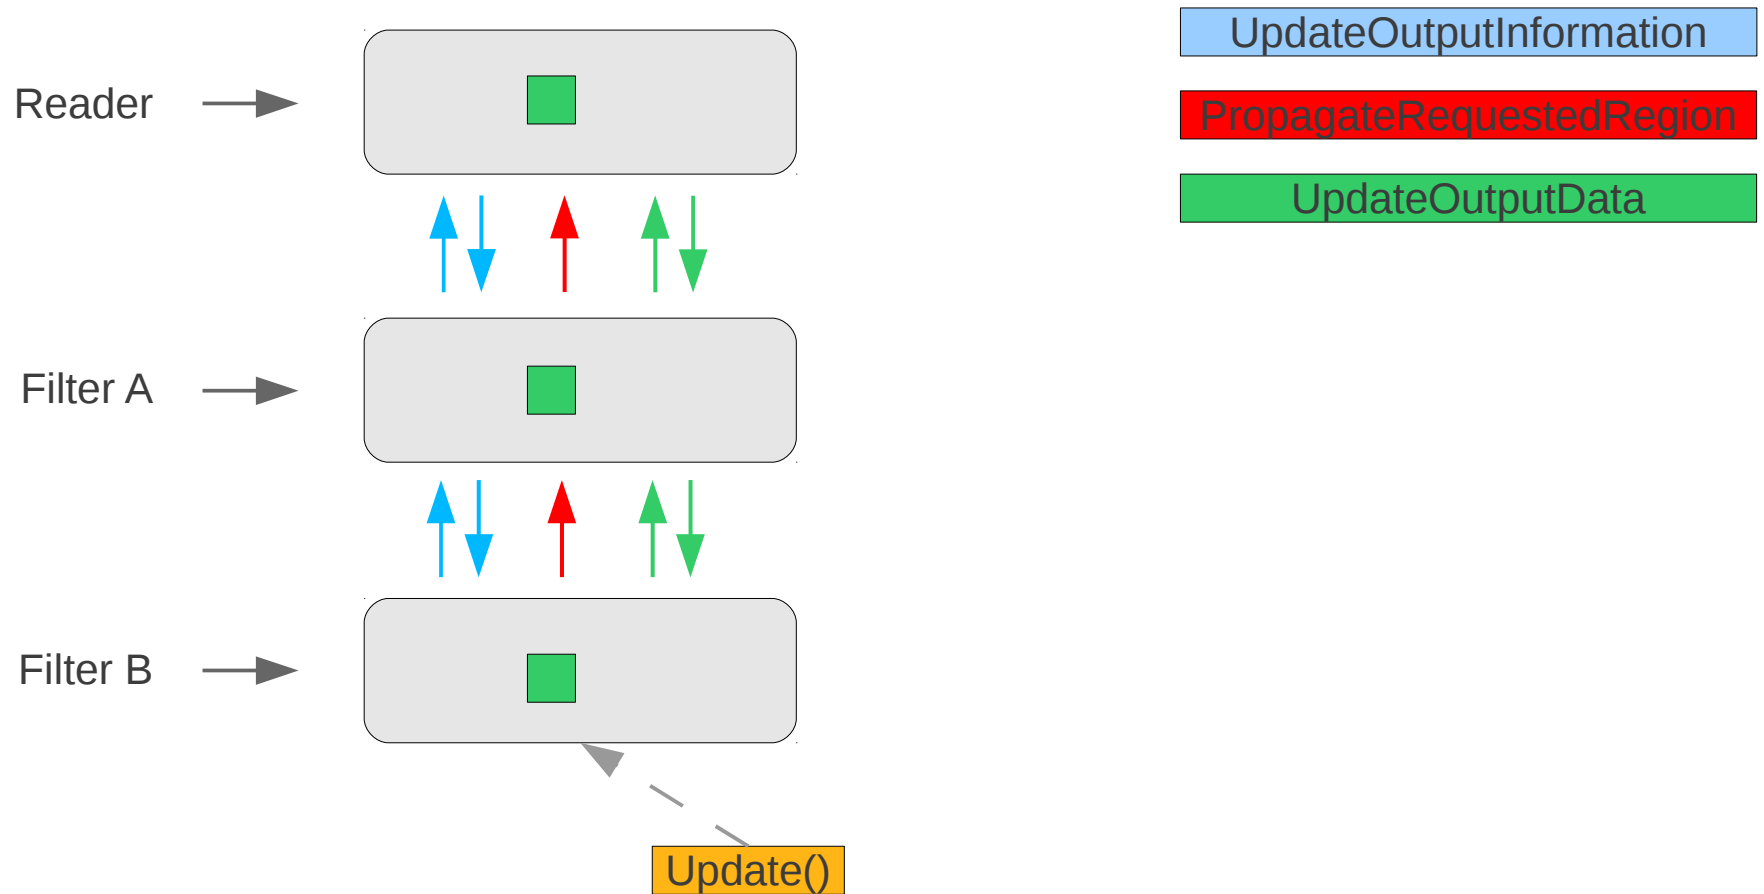 Reader
Filter A
Filter B
Update()
UpdateOutputInformation
PropagateRequestedRegion
UpdateOutputData